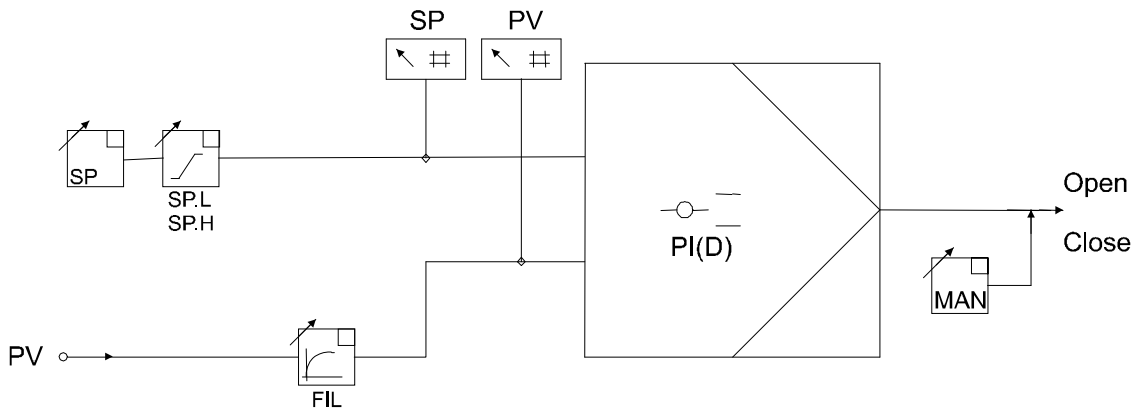 SP
PV
SP
SP.L
SP.H
PI(D)
Open
Close
MAN
PV
FIL